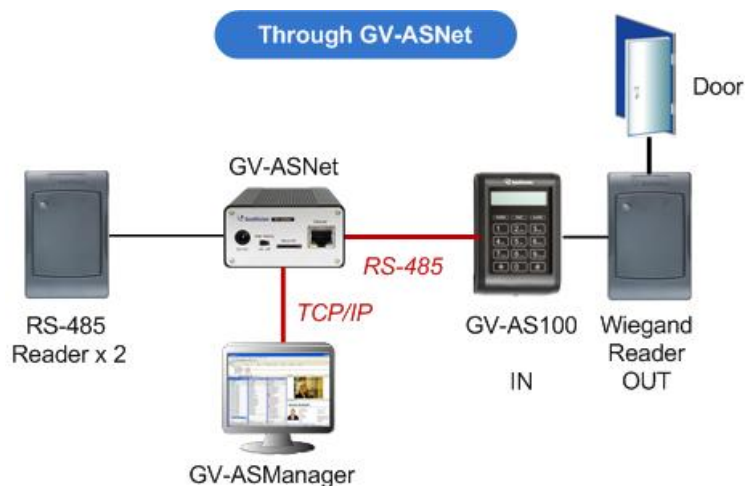 Through GV-ASNet
Door
GV-ASNet
RS-485
TCP/IP
RS-485
Reader x 2
GV-AS100
IN
Wiegand
Reader
OUT
GV-ASManager